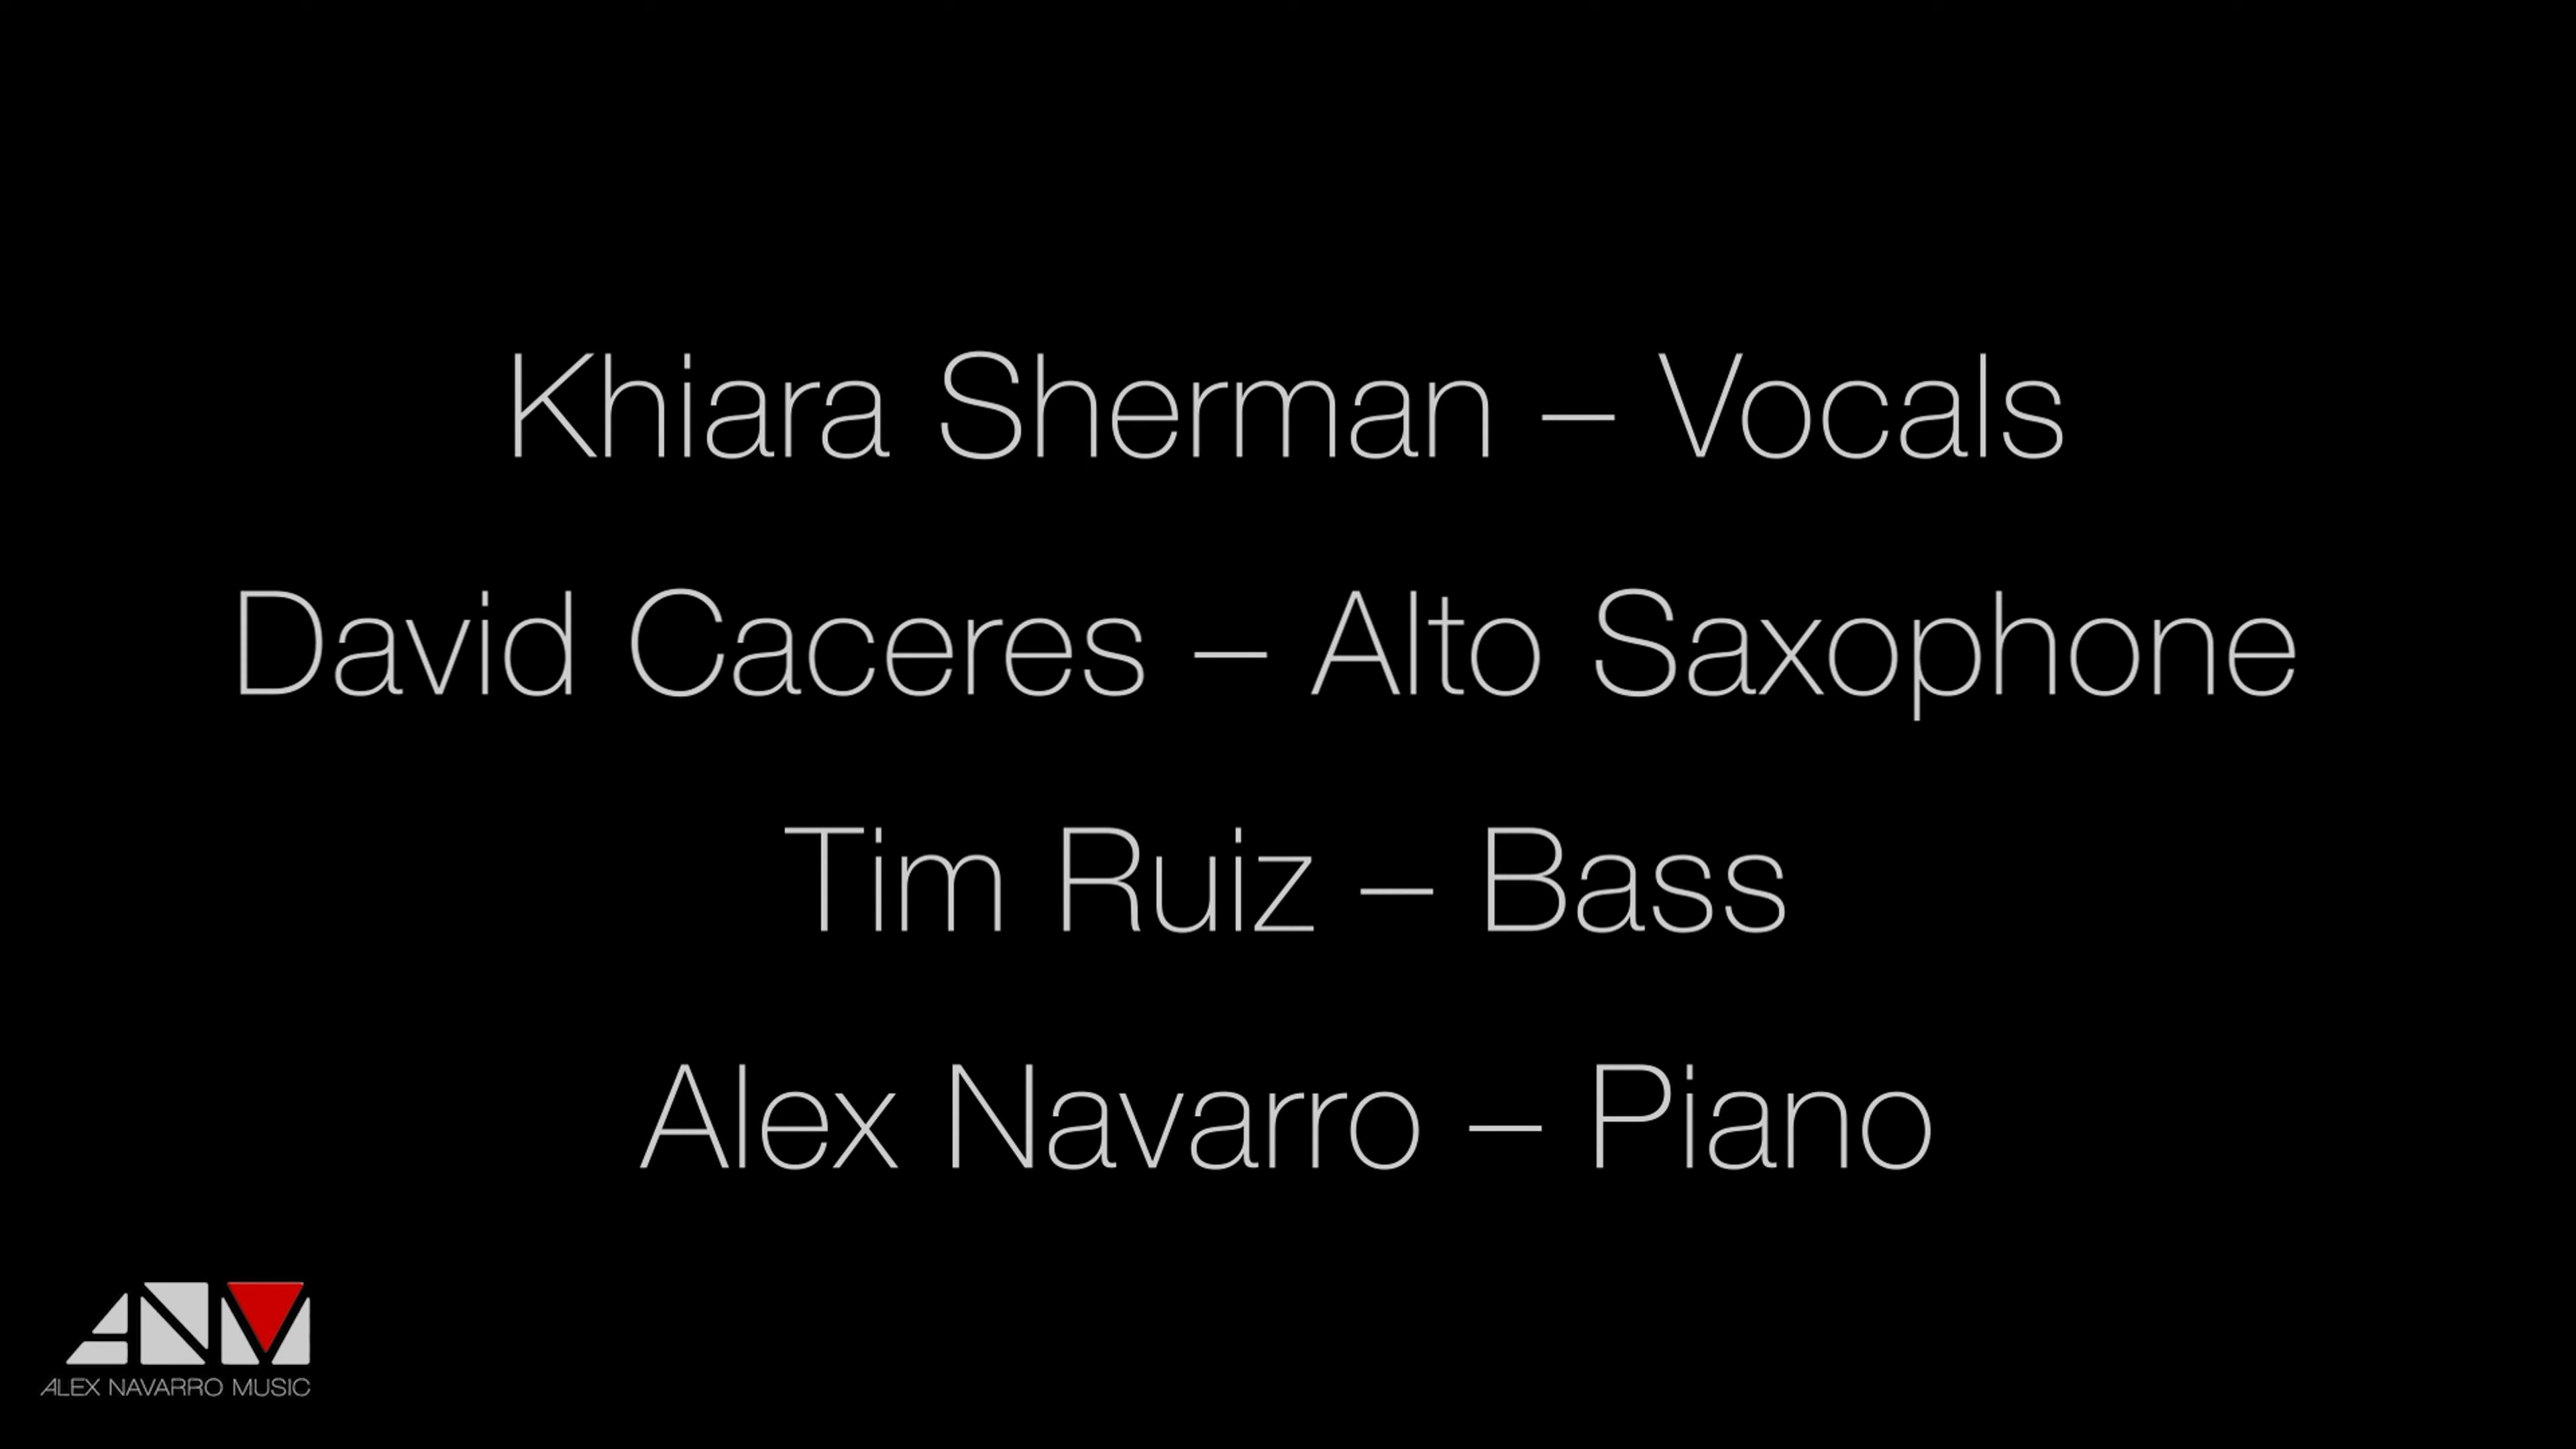 Khiara Sherman – Vocals
David Caceres – Alto Saxophone
Tim Ruiz – Bass
Alex Navarro – Piano
ANM
ALEX NAVARRO MUSIC